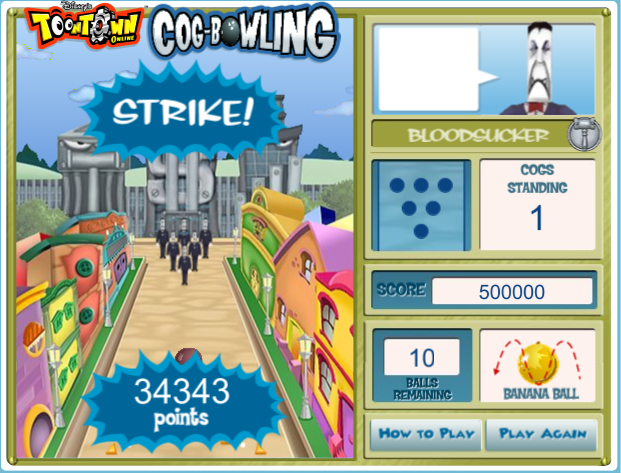 Disney's
TOONTOWN
ONLINE
COG-BOWLING
STRIKE!
34343
points
BLOODSUCKER
COGS
STANDING
1
SCORE 500000
10
BALLS
REMAINING
BANANA BALL
HOW TO PLAY
PLAY AGAIN